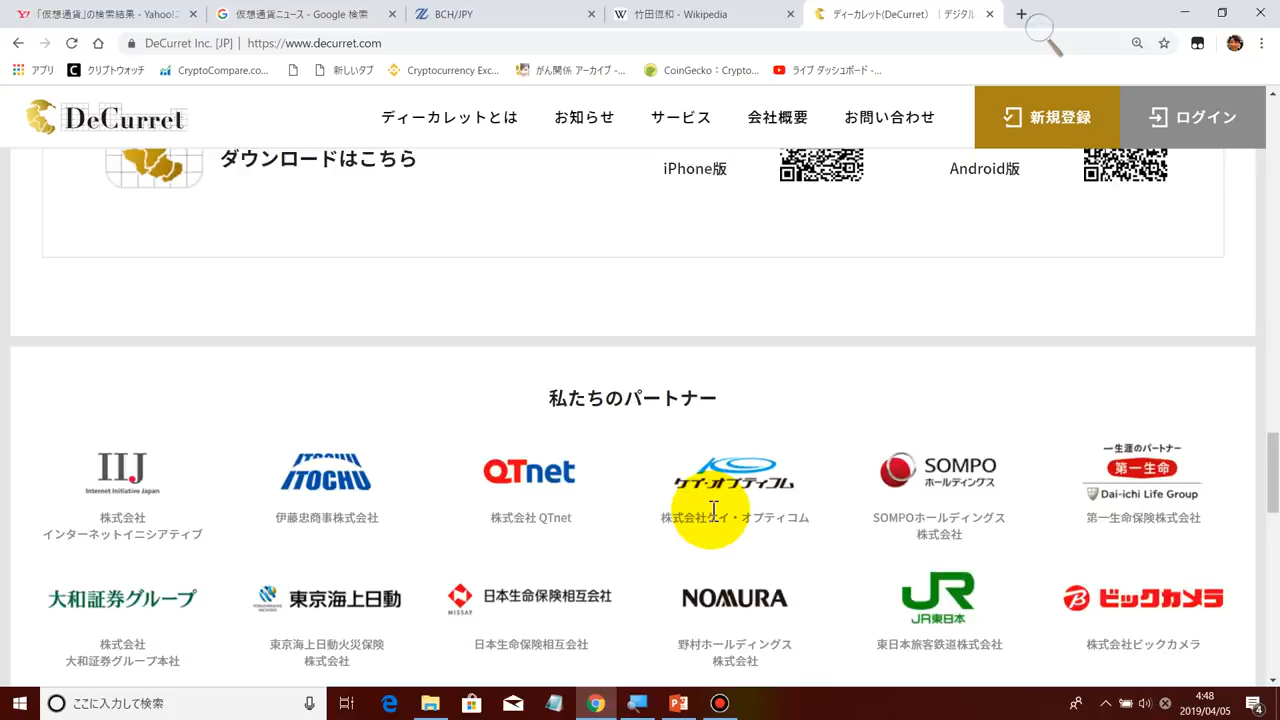 「仮想通貨」の検索結果 - Yahoo!ニ
仮想通貨ニュース - Google 検索
BCH/JPY
竹田恆和 - Wikipedia
ディーカレット(DeCurret) | デジタル
DeCurret Inc. [JP] | https://www.decurret.com
アプリ
クリプトウォッチ
CryptoCompare.co...
新しいタブ
Cryptocurrency Exc...
がん関係 アーカイブ -...
CoinGecko：Crypto...
ライブ ダッシュボード -...
DeCurret
ディーカレットとは
お知らせ
サービス
会社概要
お問い合わせ
新規登録
ログイン
ダウンロードはこちら
iPhone版
Android版
私たちのパートナー
IIJ
Internet Initiative Japan
株式会社
インターネットイニシアティブ
ITOCHU
伊藤忠商事株式会社
QTnet
株式会社 QTnet
ケイ・オプティコム
株式会社ケイ・オプティコム
SOMPO
ホールディングス
SOMPOホールディングス
株式会社
一生涯のパートナー
第一生命
Dai-ichi Life Group
第一生命保険株式会社
大和証券グループ
株式会社
大和証券グループ本社
東京海上日動
東京海上日動火災保険
株式会社
NISSAY
日本生命保険相互会社
日本生命保険相互会社
NOMURA
野村ホールディングス
株式会社
JR
JR東日本
東日本旅客鉄道株式会社
ビックカメラ
株式会社ビックカメラ
ここに入力して検索
4:48
2019/04/05
4